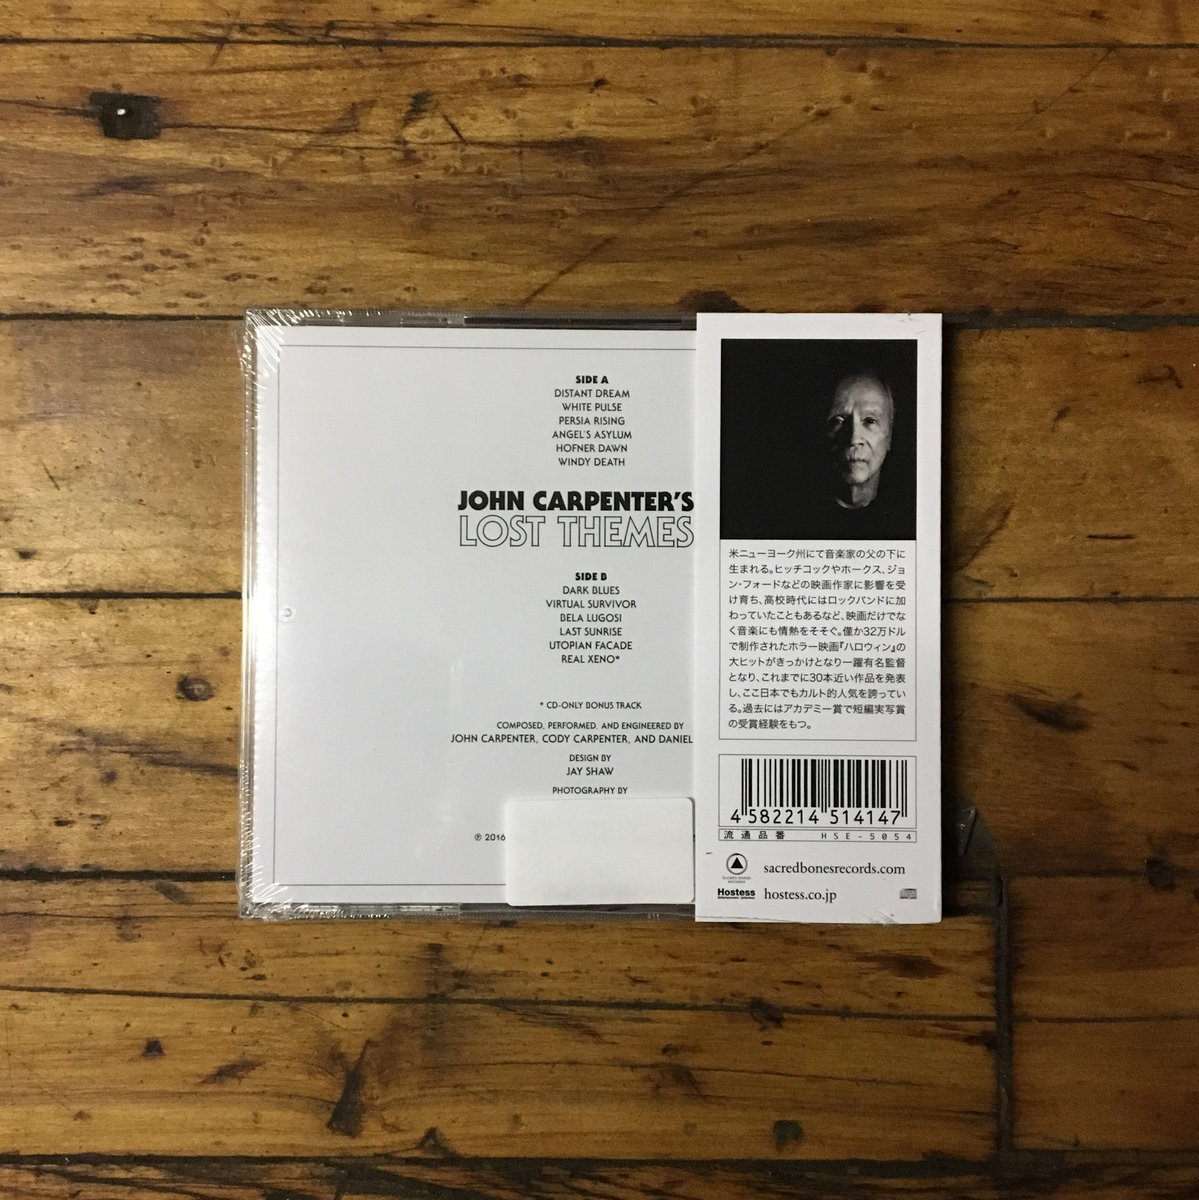 SIDE A
DISTANT DREAM
WHITE PULSE
PERSIA RISING
ANGEL'S ASYLUM
HOFNER DAWN
WINDY DEATH
JOHN CARPENTER'S
LOST THEMES
SIDE B
DARK BLUES
VIRTUAL SURVIVOR
BELA LUGOSI
LAST SUNRISE
UTOPIAN FACADE
REAL XENO*
* CD-ONLY BONUS TRACK
COMPOSED, PERFORMED, AND ENGINEERED BY
JOHN CARPENTER, CODY CARPENTER, AND DANIEL
DESIGN BY
JAY SHAW
PHOTOGRAPHY BY
℗ 2016
米ニューヨーク州にて音楽家の父の下に
生まれる。ヒッチコックやホークス、ジョ
ン・フォードなどの映画作家に影響を受
け育ち、高校時代にはロックバンドに加
わっていたこともあるなど、映画だけでな
く音楽にも情熱をそそぐ。僅か32万ドル
で制作されたホラー映画『ハロウィン』の
大ヒットがきっかけとなり一躍有名監督
となり、これまでに30本近い作品を発表
し、ここ日本でもカルト的人気を誇ってい
る。過去にはアカデミー賞で短編実写賞
の受賞経験をもつ。
4 582214 514147
流通品番 HSE-5054
SACRED BONES
RECORDS
sacredbonesrecords.com
Hostess
hostess.co.jp